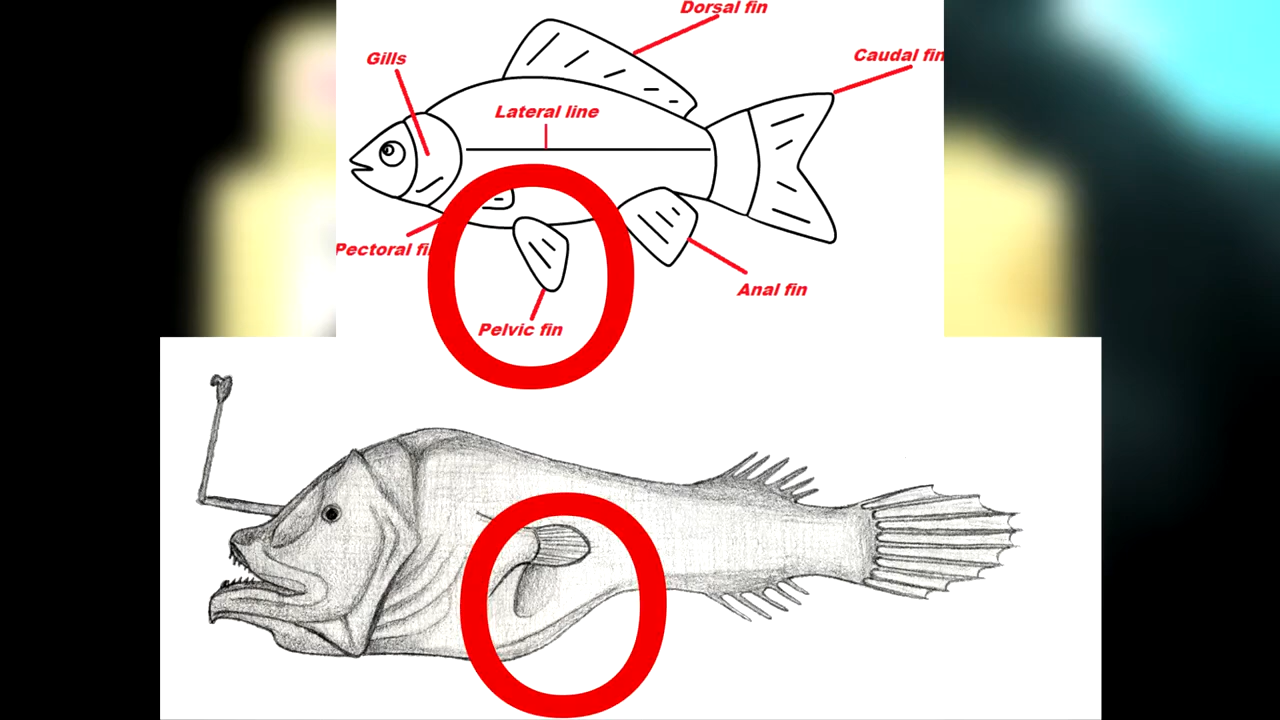 Dorsal fin
Gills
Caudal fin
Lateral line
Pectoral fi
Anal fin
Pelvic fin